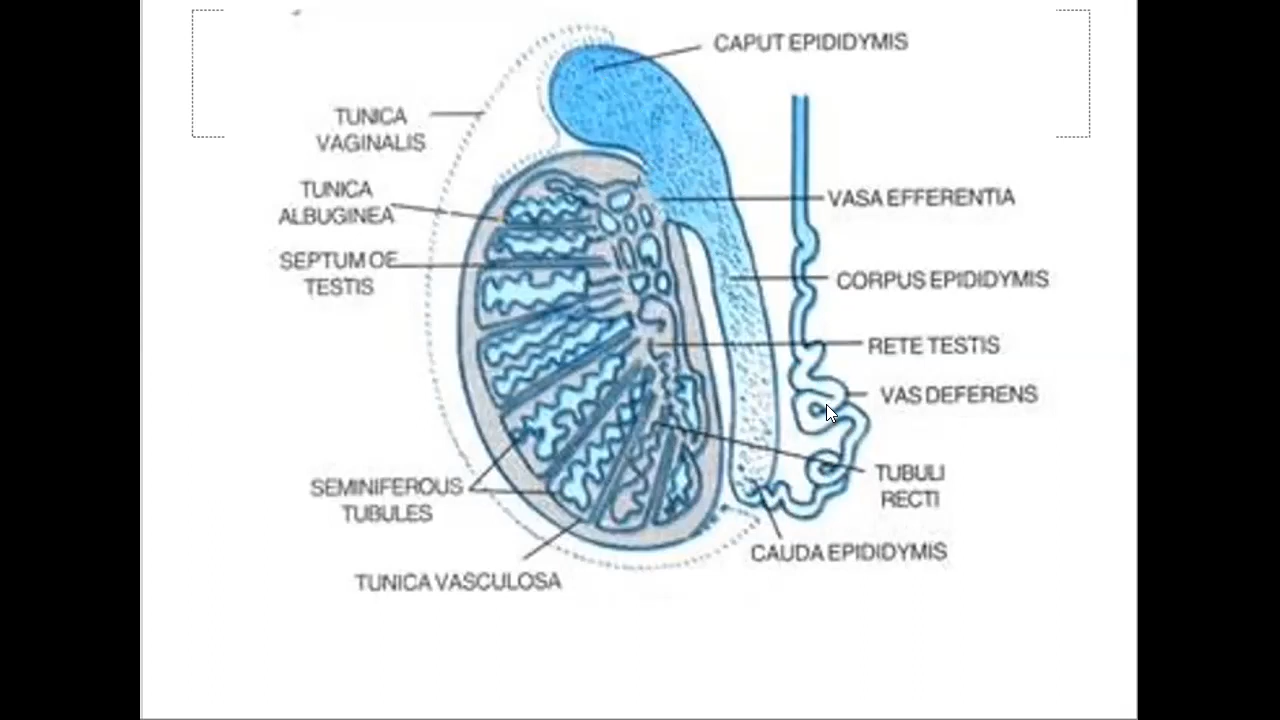 CAPUT EPIDIDYMIS
TUNICA
VAGINALIS
TUNICA
ALBUGINEA
VASA EFFERENTIA
SEPTUM OF
TESTIS
CORPUS EPIDIDYMIS
RETE TESTIS
VAS DEFERENS
SEMINIFEROUS
TUBULES
TUBULI
RECTI
CAUDA EPIDIDYMIS
TUNICA VASCULOSA